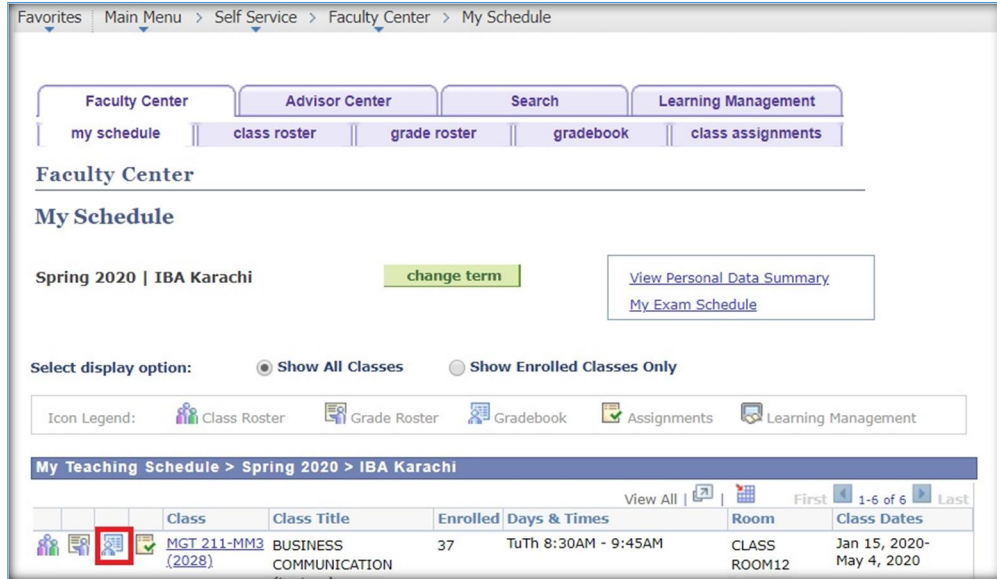 Favorites Main Menu > Self Service > Faculty Center > My Schedule
Faculty Center Advisor Center Search Learning Management
my schedule class roster grade roster gradebook class assignments
Faculty Center
My Schedule
Spring 2020 | IBA Karachi change term View Personal Data Summary
My Exam Schedule
Select display option: Show All Classes Show Enrolled Classes Only
Icon Legend: Class Roster Grade Roster Gradebook Assignments Learning Management
My Teaching Schedule > Spring 2020 > IBA Karachi
View All | | First 1-6 of 6 Last
Class Class Title Enrolled Days & Times Room Class Dates
MGT 211-MM3 BUSINESS 37 TuTh 8:30AM - 9:45AM CLASS Jan 15, 2020-
(2028) COMMUNICATION ROOM12 May 4, 2020